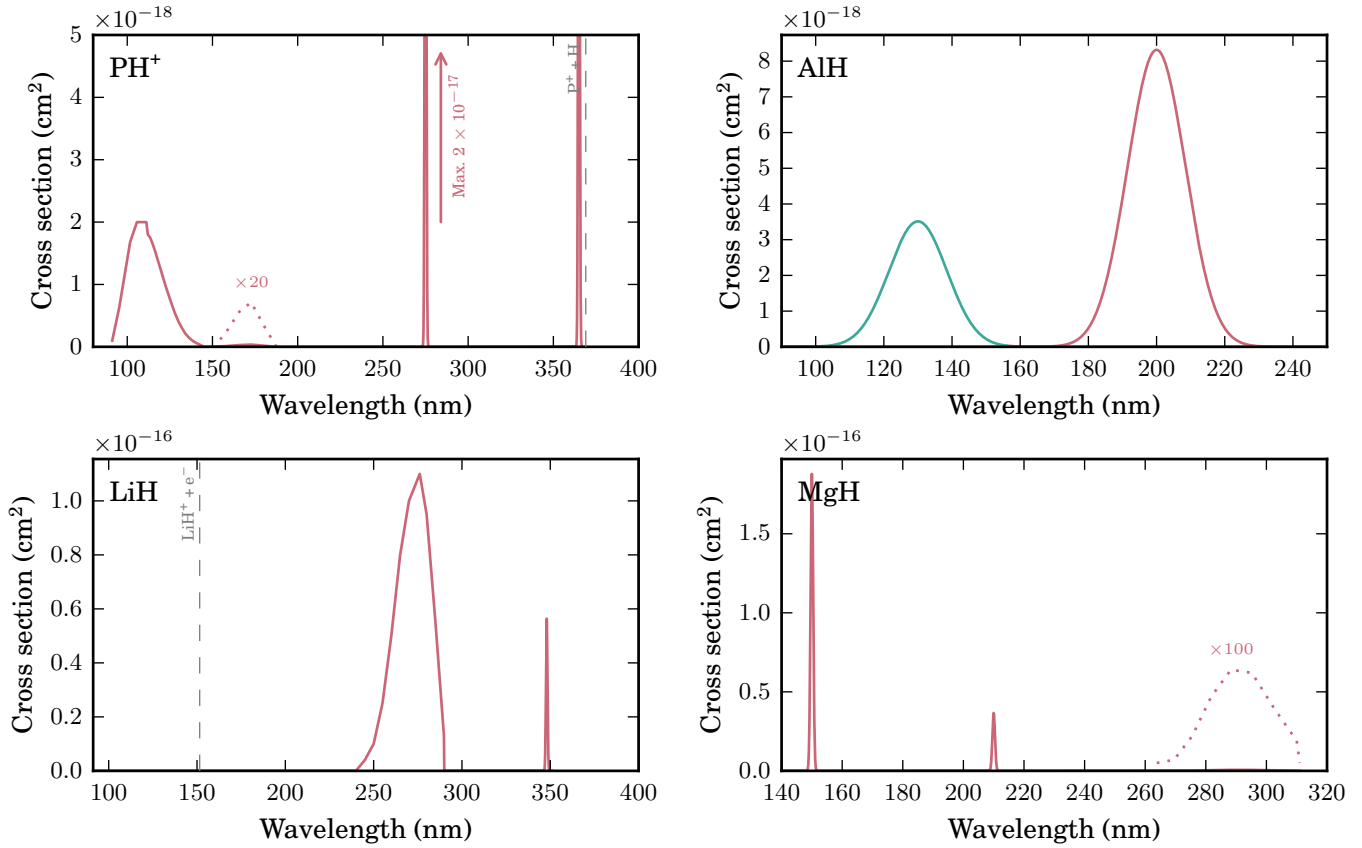 ×10⁻¹⁸
PH⁺
Cross section (cm²)
5
4
3
2
1
0
×20
Max. 2 × 10⁻¹⁷
P⁺ + H
100 150 200 250 300 350 400
Wavelength (nm)
×10⁻¹⁸
AlH
Cross section (cm²)
8
7
6
5
4
3
2
1
0
100 120 140 160 180 200 220 240
Wavelength (nm)
×10⁻¹⁶
LiH
Cross section (cm²)
1.0
0.8
0.6
0.4
0.2
0.0
LiH⁺ + e⁻
100 150 200 250 300 350 400
Wavelength (nm)
×10⁻¹⁶
MgH
Cross section (cm²)
1.5
1.0
0.5
0.0
×100
140 160 180 200 220 240 260 280 300 320
Wavelength (nm)